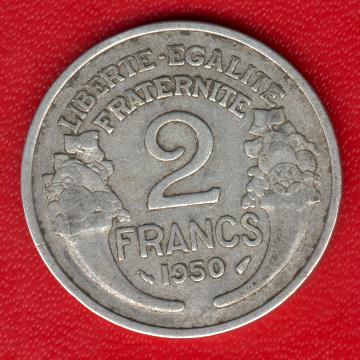 LIBERTE-EGALITE
FRATERNITE
2
FRANCS
1950